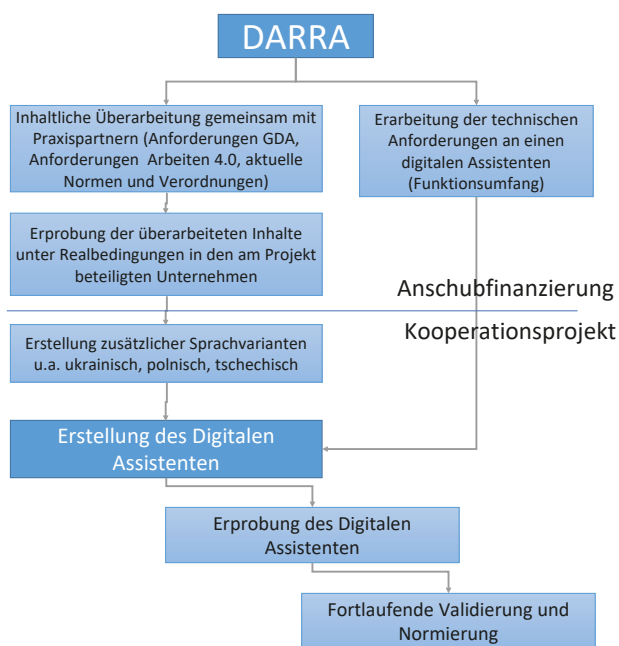 DARRA
Inhaltliche Überarbeitung gemeinsam mit
Praxispartnern (Anforderungen GDA,
Anforderungen Arbeiten 4.0, aktuelle
Normen und Verordnungen)
Erarbeitung der technischen
Anforderungen an einen
digitalen Assistenten
(Funktionsumfang)
Erprobung der überarbeiteten Inhalte
unter Realbedingungen in den am Projekt
beteiligten Unternehmen
Anschubfinanzierung
Kooperationsprojekt
Erstellung zusätzlicher Sprachvarianten
u.a. ukrainisch, polnisch, tschechisch
Erstellung des Digitalen
Assistenten
Erprobung des Digitalen
Assistenten
Fortlaufende Validierung und
Normierung